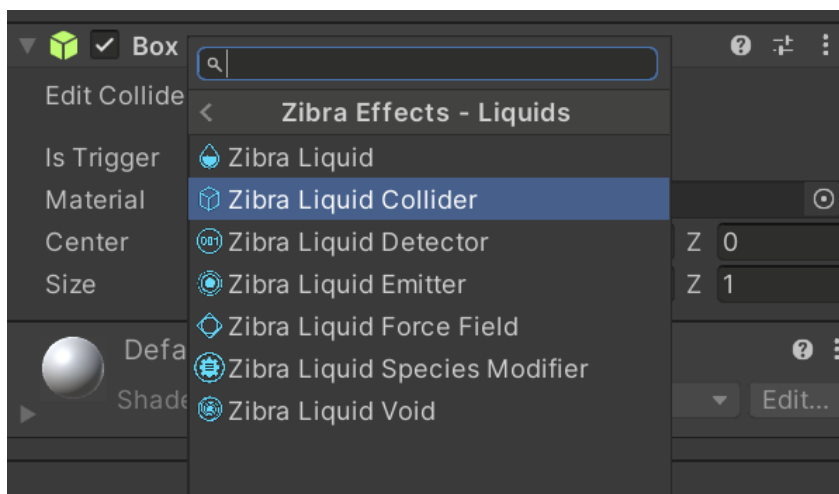 Box
Edit Collide
Zibra Effects - Liquids
Is Trigger
Zibra Liquid
Material
Zibra Liquid Collider
Center
Zibra Liquid Detector
Z 0
Size
Zibra Liquid Emitter
Z 1
Zibra Liquid Force Field
Defa
Zibra Liquid Species Modifier
Shade
Edit...
Zibra Liquid Void